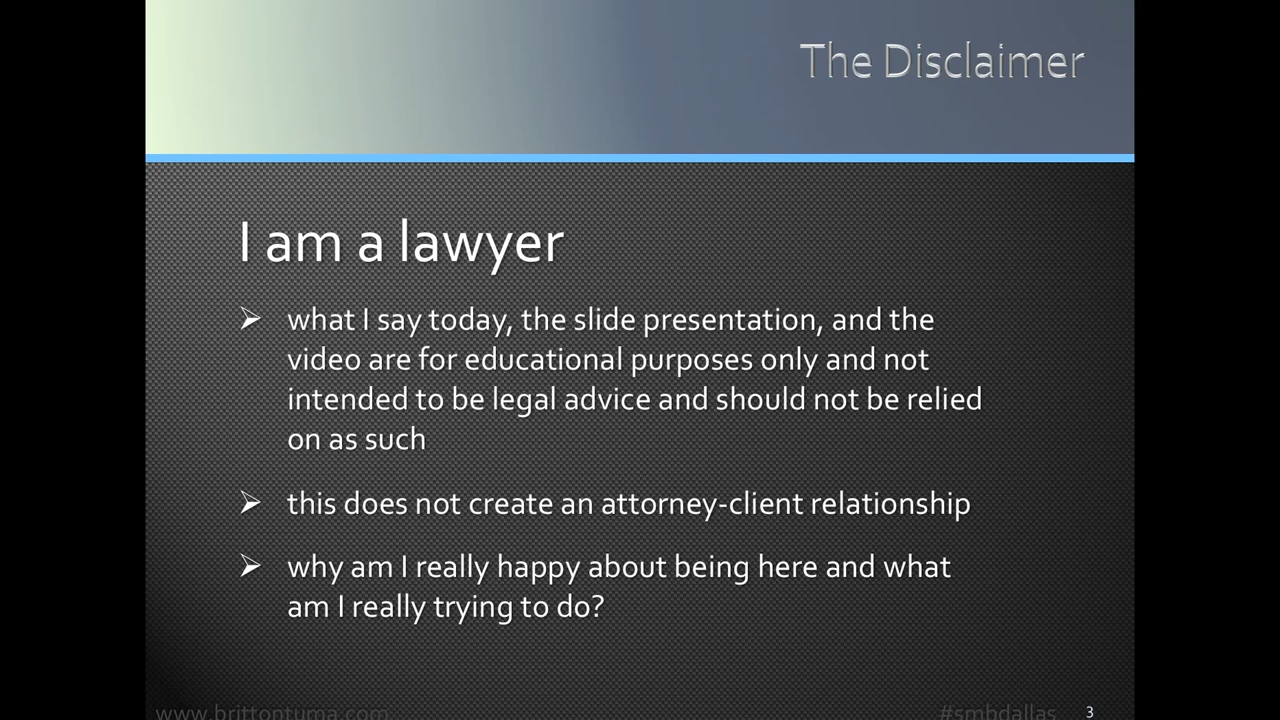 The Disclaimer
I am a lawyer
➢ what I say today, the slide presentation, and the
video are for educational purposes only and not
intended to be legal advice and should not be relied
on as such
➢ this does not create an attorney-client relationship
➢ why am I really happy about being here and what
am I really trying to do?
www.brittontuma.com
#smbdallas
3